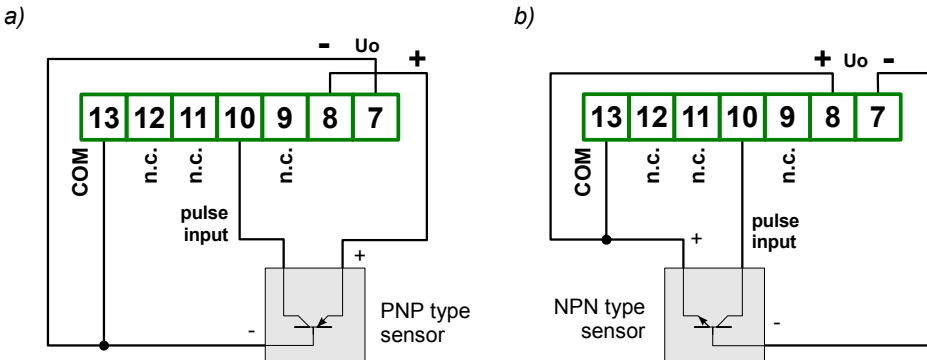 a)
- Uo +
13 12 11 10 9 8 7
COM
n.c.
n.c.
n.c.
pulse
input
+
-
PNP type
sensor
b)
+ Uo -
13 12 11 10 9 8 7
COM
n.c.
n.c.
n.c.
pulse
input
+
-
NPN type
sensor